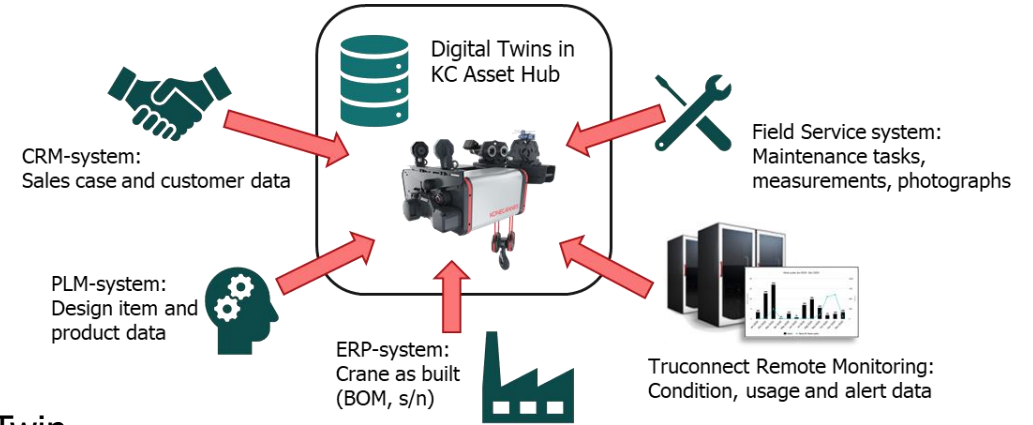 Digital Twins in
KC Asset Hub
CRM-system:
Sales case and customer data
Field Service system:
Maintenance tasks,
measurements, photographs
KONECRANES
PLM-system:
Design item and
product data
ERP-system:
Crane as built
(BOM, s/n)
Truconnect Remote Monitoring:
Condition, usage and alert data
Twin